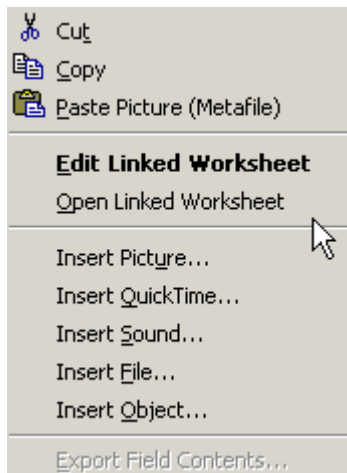 Cut
Copy
Paste Picture (Metafile)
Edit Linked Worksheet
Open Linked Worksheet
Insert Picture...
Insert QuickTime...
Insert Sound...
Insert File...
Insert Object...
Export Field Contents...